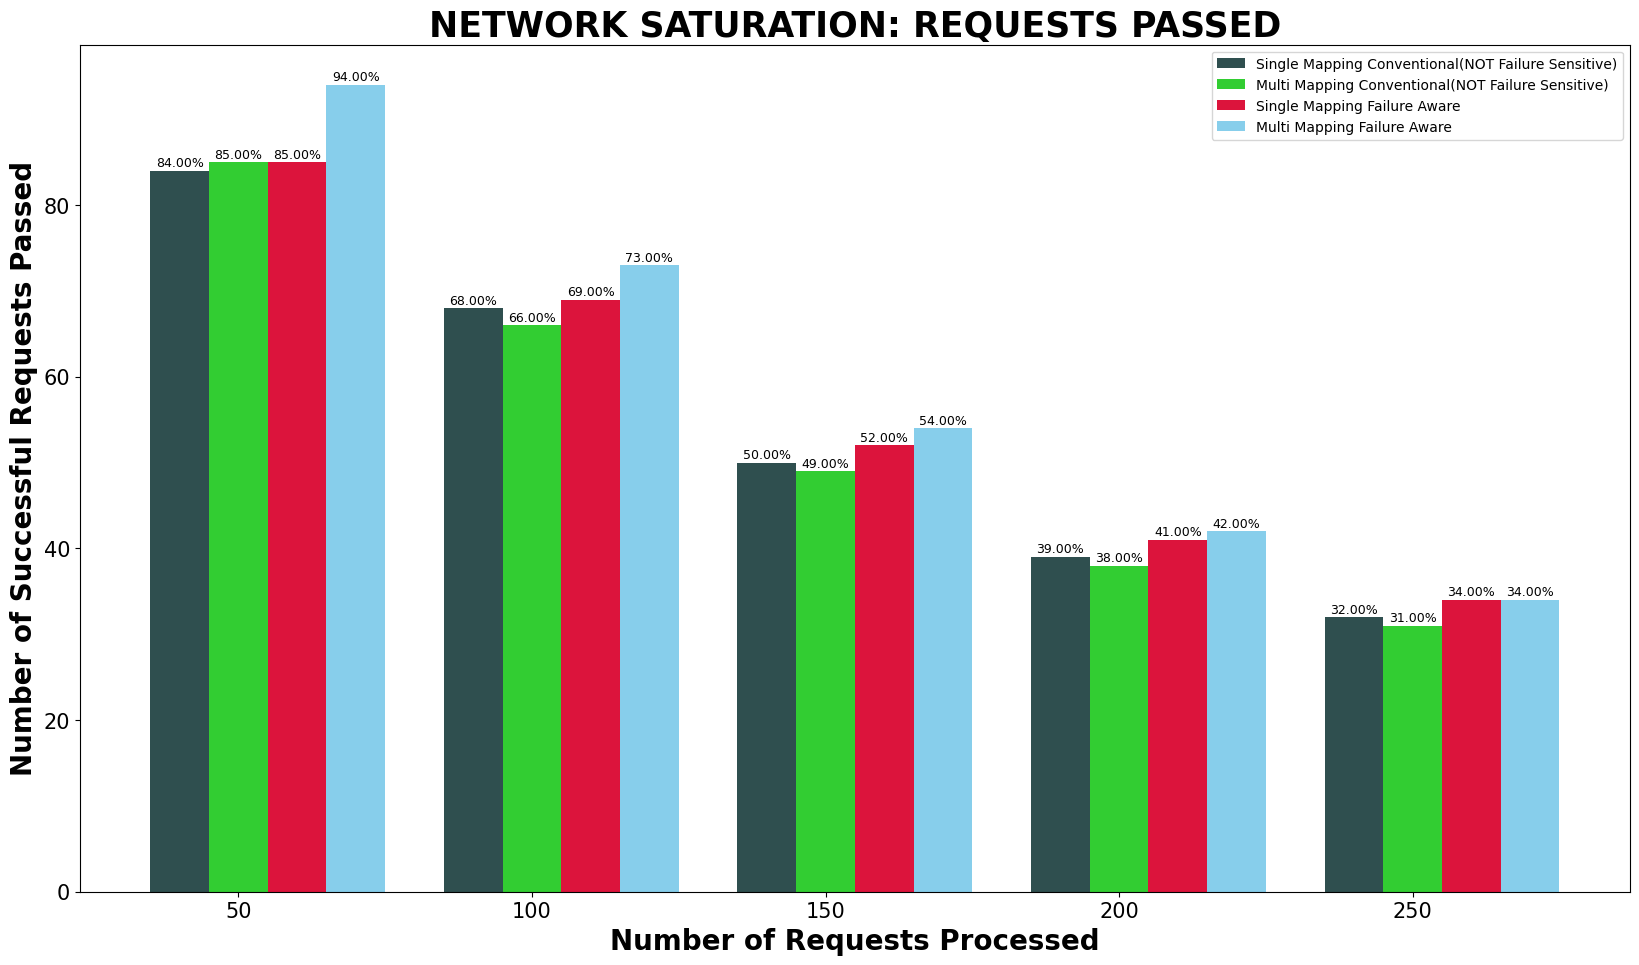 NETWORK SATURATION: REQUESTS PASSED
Single Mapping Conventional(NOT Failure Sensitive)
Multi Mapping Conventional(NOT Failure Sensitive)
Single Mapping Failure Aware
Multi Mapping Failure Aware
Number of Successful Requests Passed
80
60
40
20
0
84.00% 85.00% 85.00% 94.00%
68.00% 66.00% 69.00% 73.00%
50.00% 49.00% 52.00% 54.00%
39.00% 38.00% 41.00% 42.00%
32.00% 31.00% 34.00% 34.00%
50 100 150 200 250
Number of Requests Processed